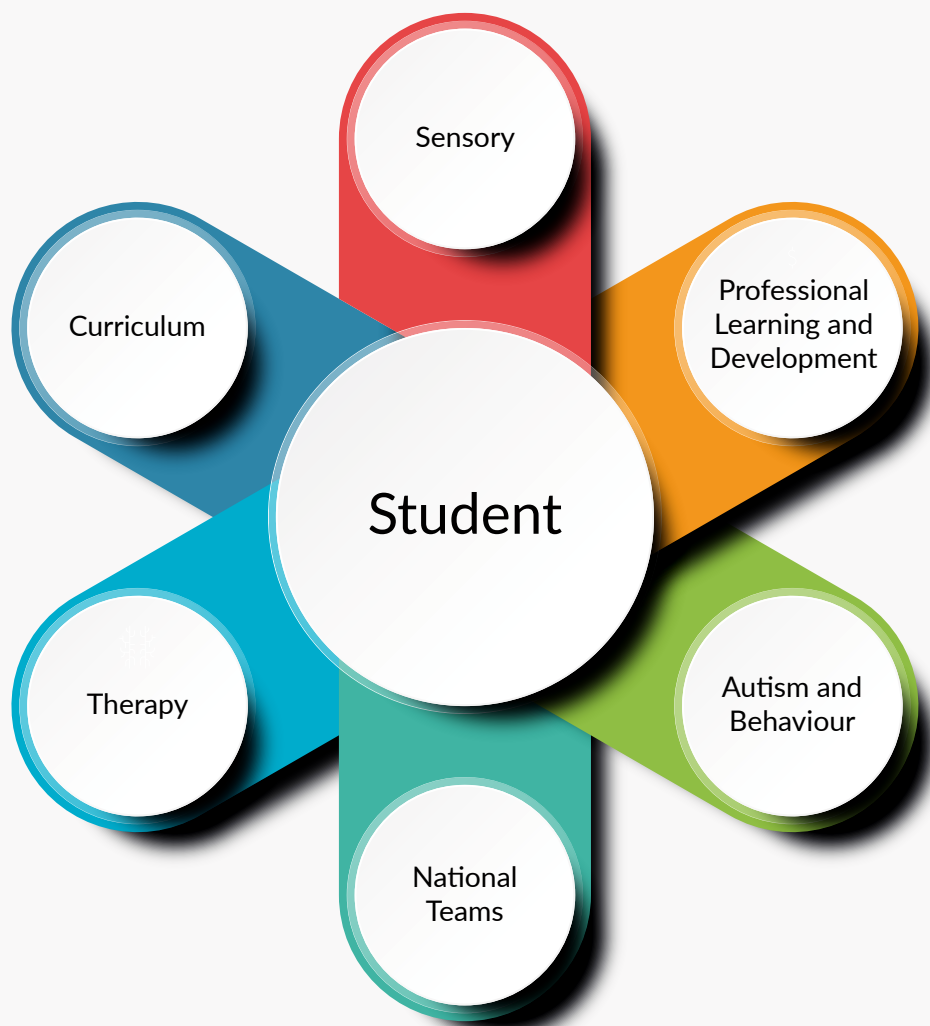 Sensory
Professional
Learning and
Development
Curriculum
Student
Autism and
Behaviour
Therapy
National
Teams